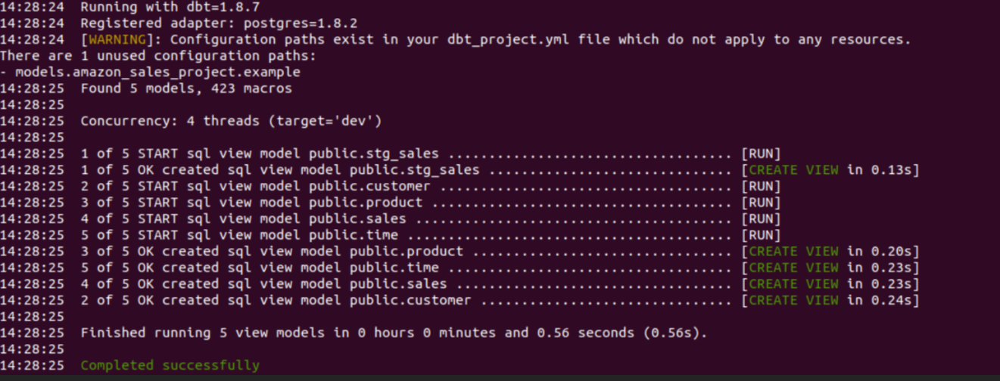 14:28:24  Running with dbt=1.8.7
14:28:24  Registered adapter: postgres=1.8.2
14:28:24  [WARNING]: Configuration paths exist in your dbt_project.yml file which do not apply to any resources.
There are 1 unused configuration paths:
- models.amazon_sales_project.example
14:28:25  Found 5 models, 423 macros
14:28:25
14:28:25  Concurrency: 4 threads (target='dev')
14:28:25
14:28:25  1 of 5 START sql view model public.stg_sales ................................... [RUN]
14:28:25  1 of 5 OK created sql view model public.stg_sales .............................. [CREATE VIEW in 0.13s]
14:28:25  2 of 5 START sql view model public.customer .................................... [RUN]
14:28:25  3 of 5 START sql view model public.product ..................................... [RUN]
14:28:25  4 of 5 START sql view model public.sales ....................................... [RUN]
14:28:25  5 of 5 START sql view model public.time ........................................ [RUN]
14:28:25  3 of 5 OK created sql view model public.product ................................ [CREATE VIEW in 0.20s]
14:28:25  5 of 5 OK created sql view model public.time ................................... [CREATE VIEW in 0.23s]
14:28:25  4 of 5 OK created sql view model public.sales .................................. [CREATE VIEW in 0.23s]
14:28:25  2 of 5 OK created sql view model public.customer ............................... [CREATE VIEW in 0.24s]
14:28:25
14:28:25  Finished running 5 view models in 0 hours 0 minutes and 0.56 seconds (0.56s).
14:28:25
14:28:25  Completed successfully